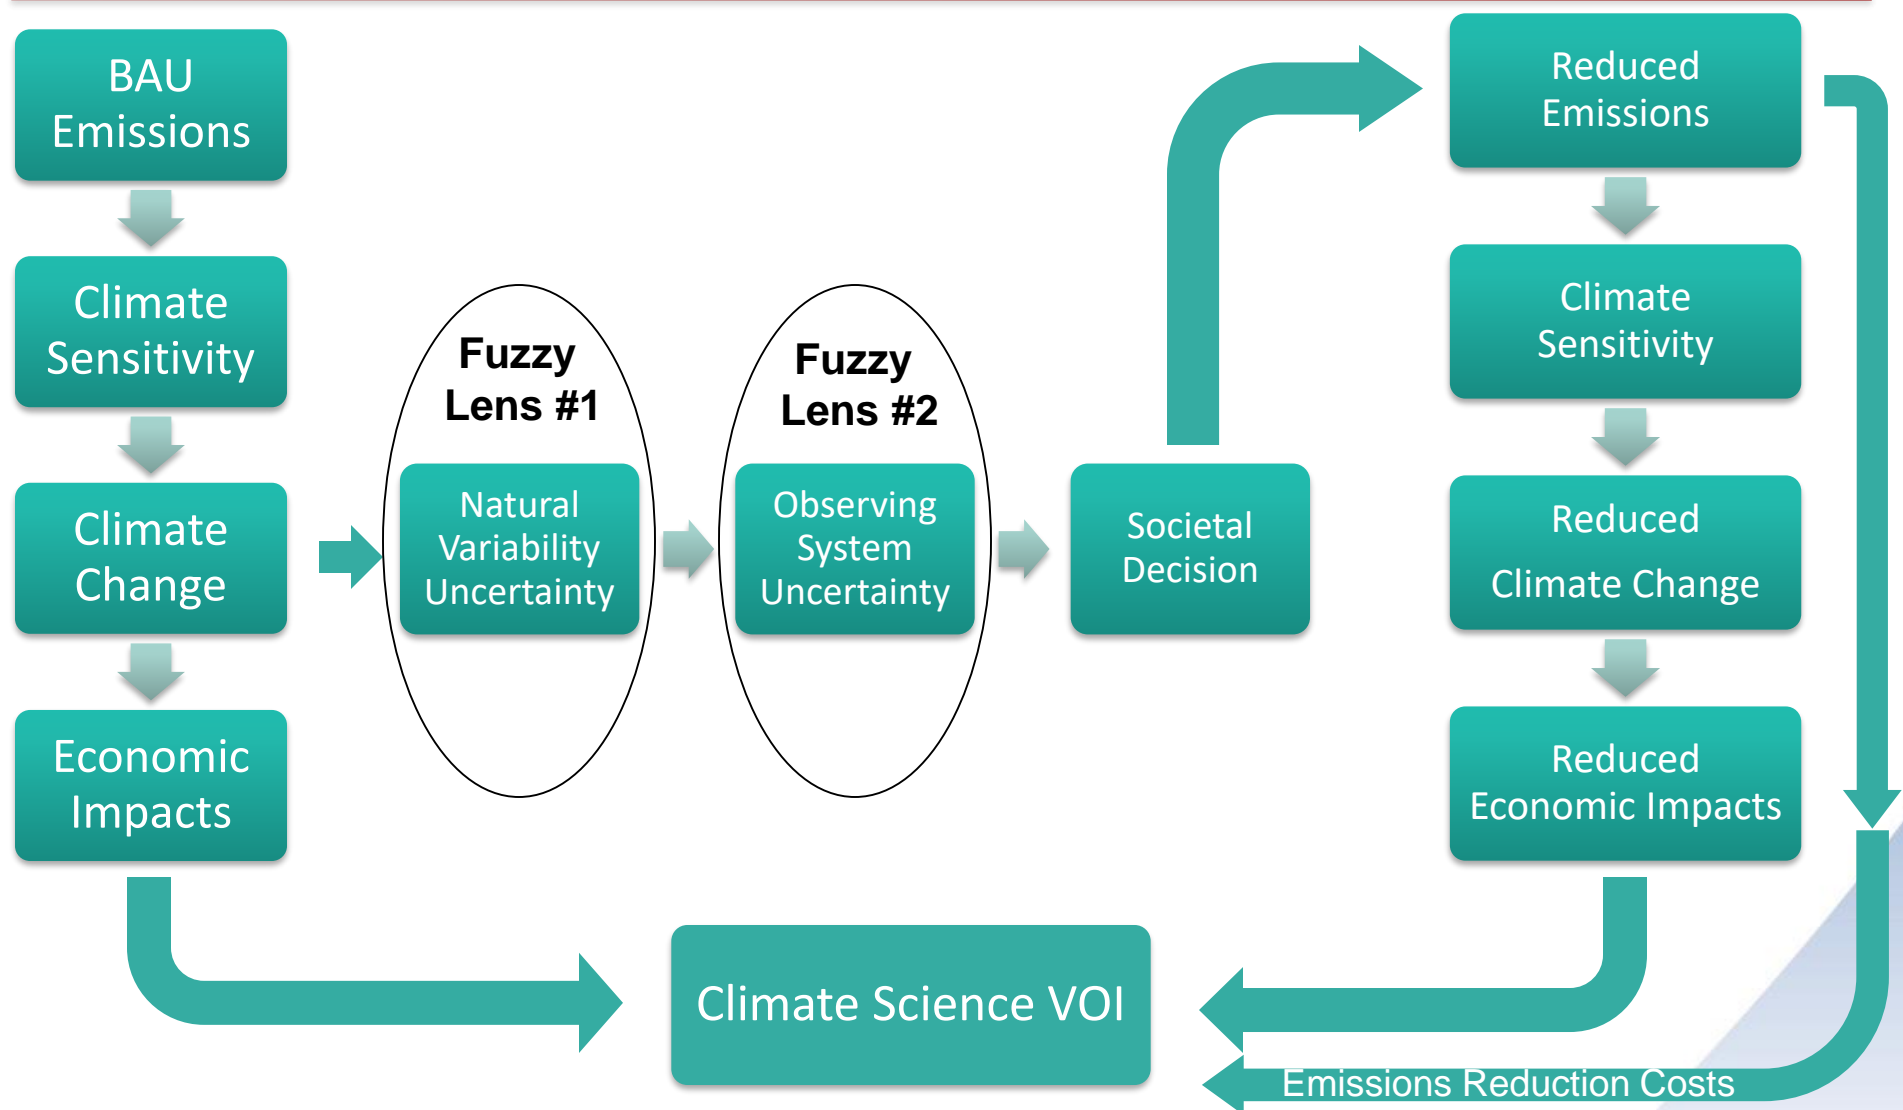 BAU
Emissions
Climate
Sensitivity
Climate
Change
Economic
Impacts
Fuzzy
Lens #1
Natural
Variability
Uncertainty
Fuzzy
Lens #2
Observing
System
Uncertainty
Societal
Decision
Reduced
Emissions
Climate
Sensitivity
Reduced
Climate Change
Reduced
Economic Impacts
Climate Science VOI
Emissions Reduction Costs